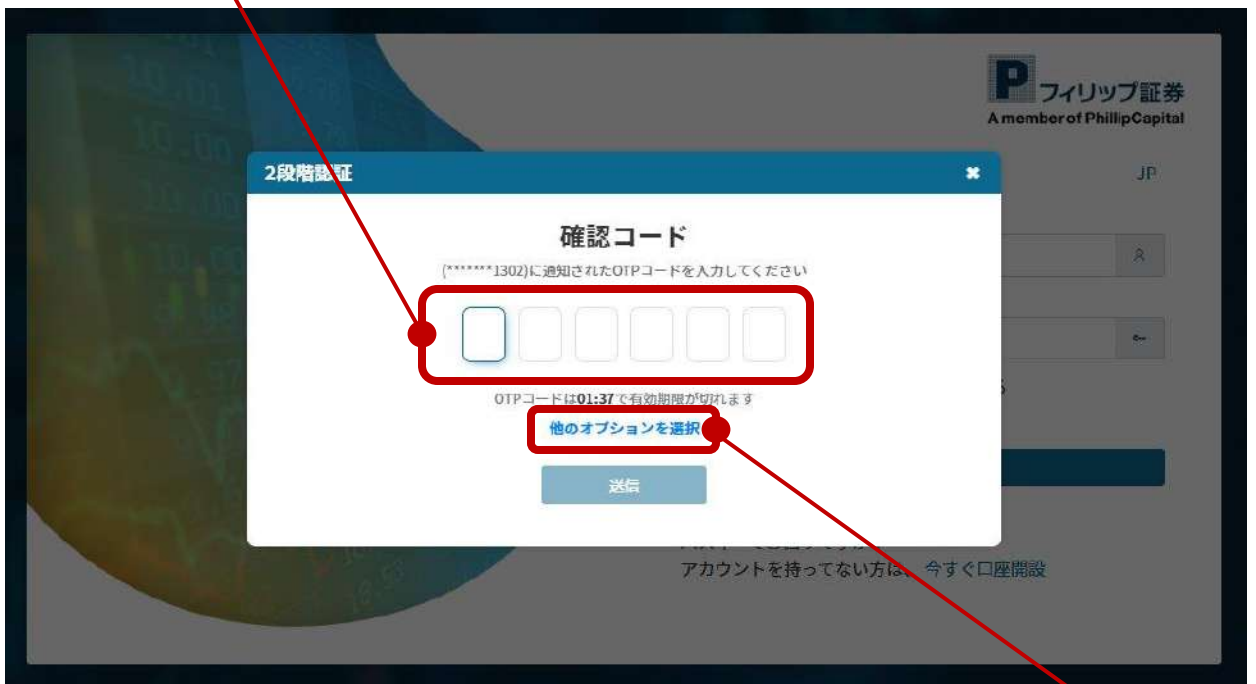 フィリップ証券
A member of PhillipCapital
JP
2段階認証
確認コード
(*******1302)に通知されたOTPコードを入力してください
OTPコードは01:37で有効期限が切れます
他のオプションを選択
送信
アカウントを持ってない方は、今すぐ口座開設